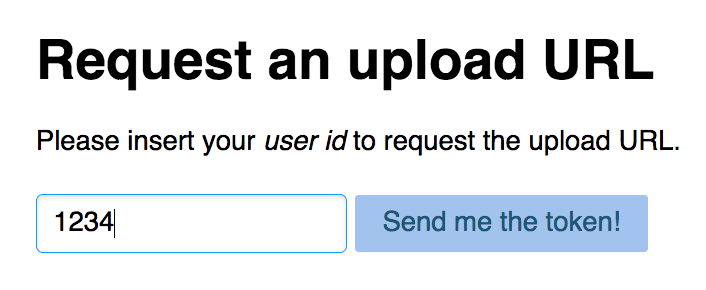 Request an upload URL
Please insert your user id to request the upload URL.
1234
Send me the token!